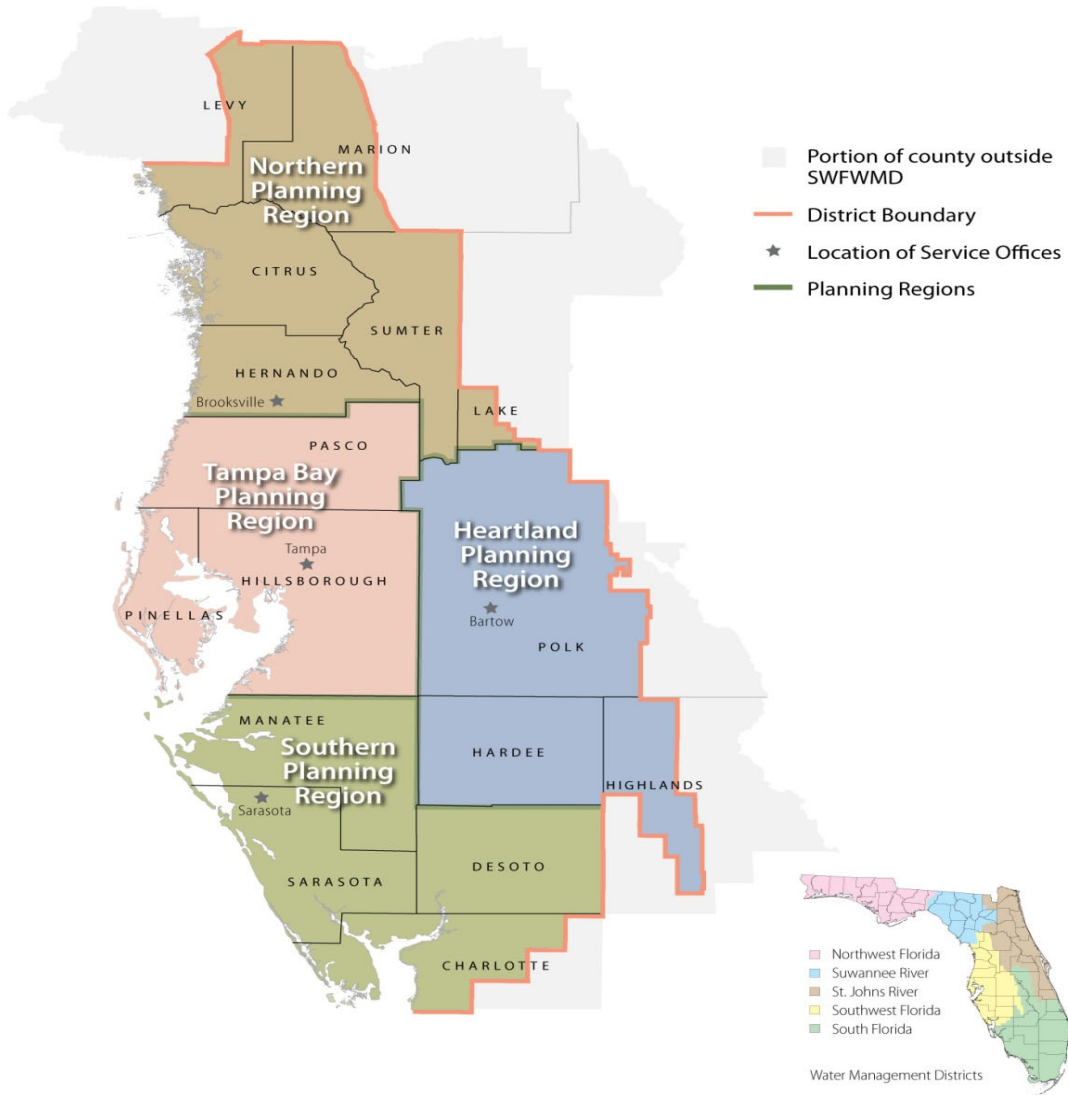 LEVY
MARION
Northern
Planning
Region
CITRUS
SUMTER
HERNANDO
Brooksville
LAKE
PASCO
Tampa Bay
Planning
Region
Tampa
HILLSBOROUGH
PINELLAS
Heartland
Planning
Region
Bartow
POLK
MANATEE
Southern
Planning
Region
HARDEE
HIGHLANDS
Sarasota
SARASOTA
DESOTO
CHARLOTTE
Portion of county outside
SWFWMD
District Boundary
Location of Service Offices
Planning Regions
Northwest Florida
Suwannee River
St. Johns River
Southwest Florida
South Florida
Water Management Districts